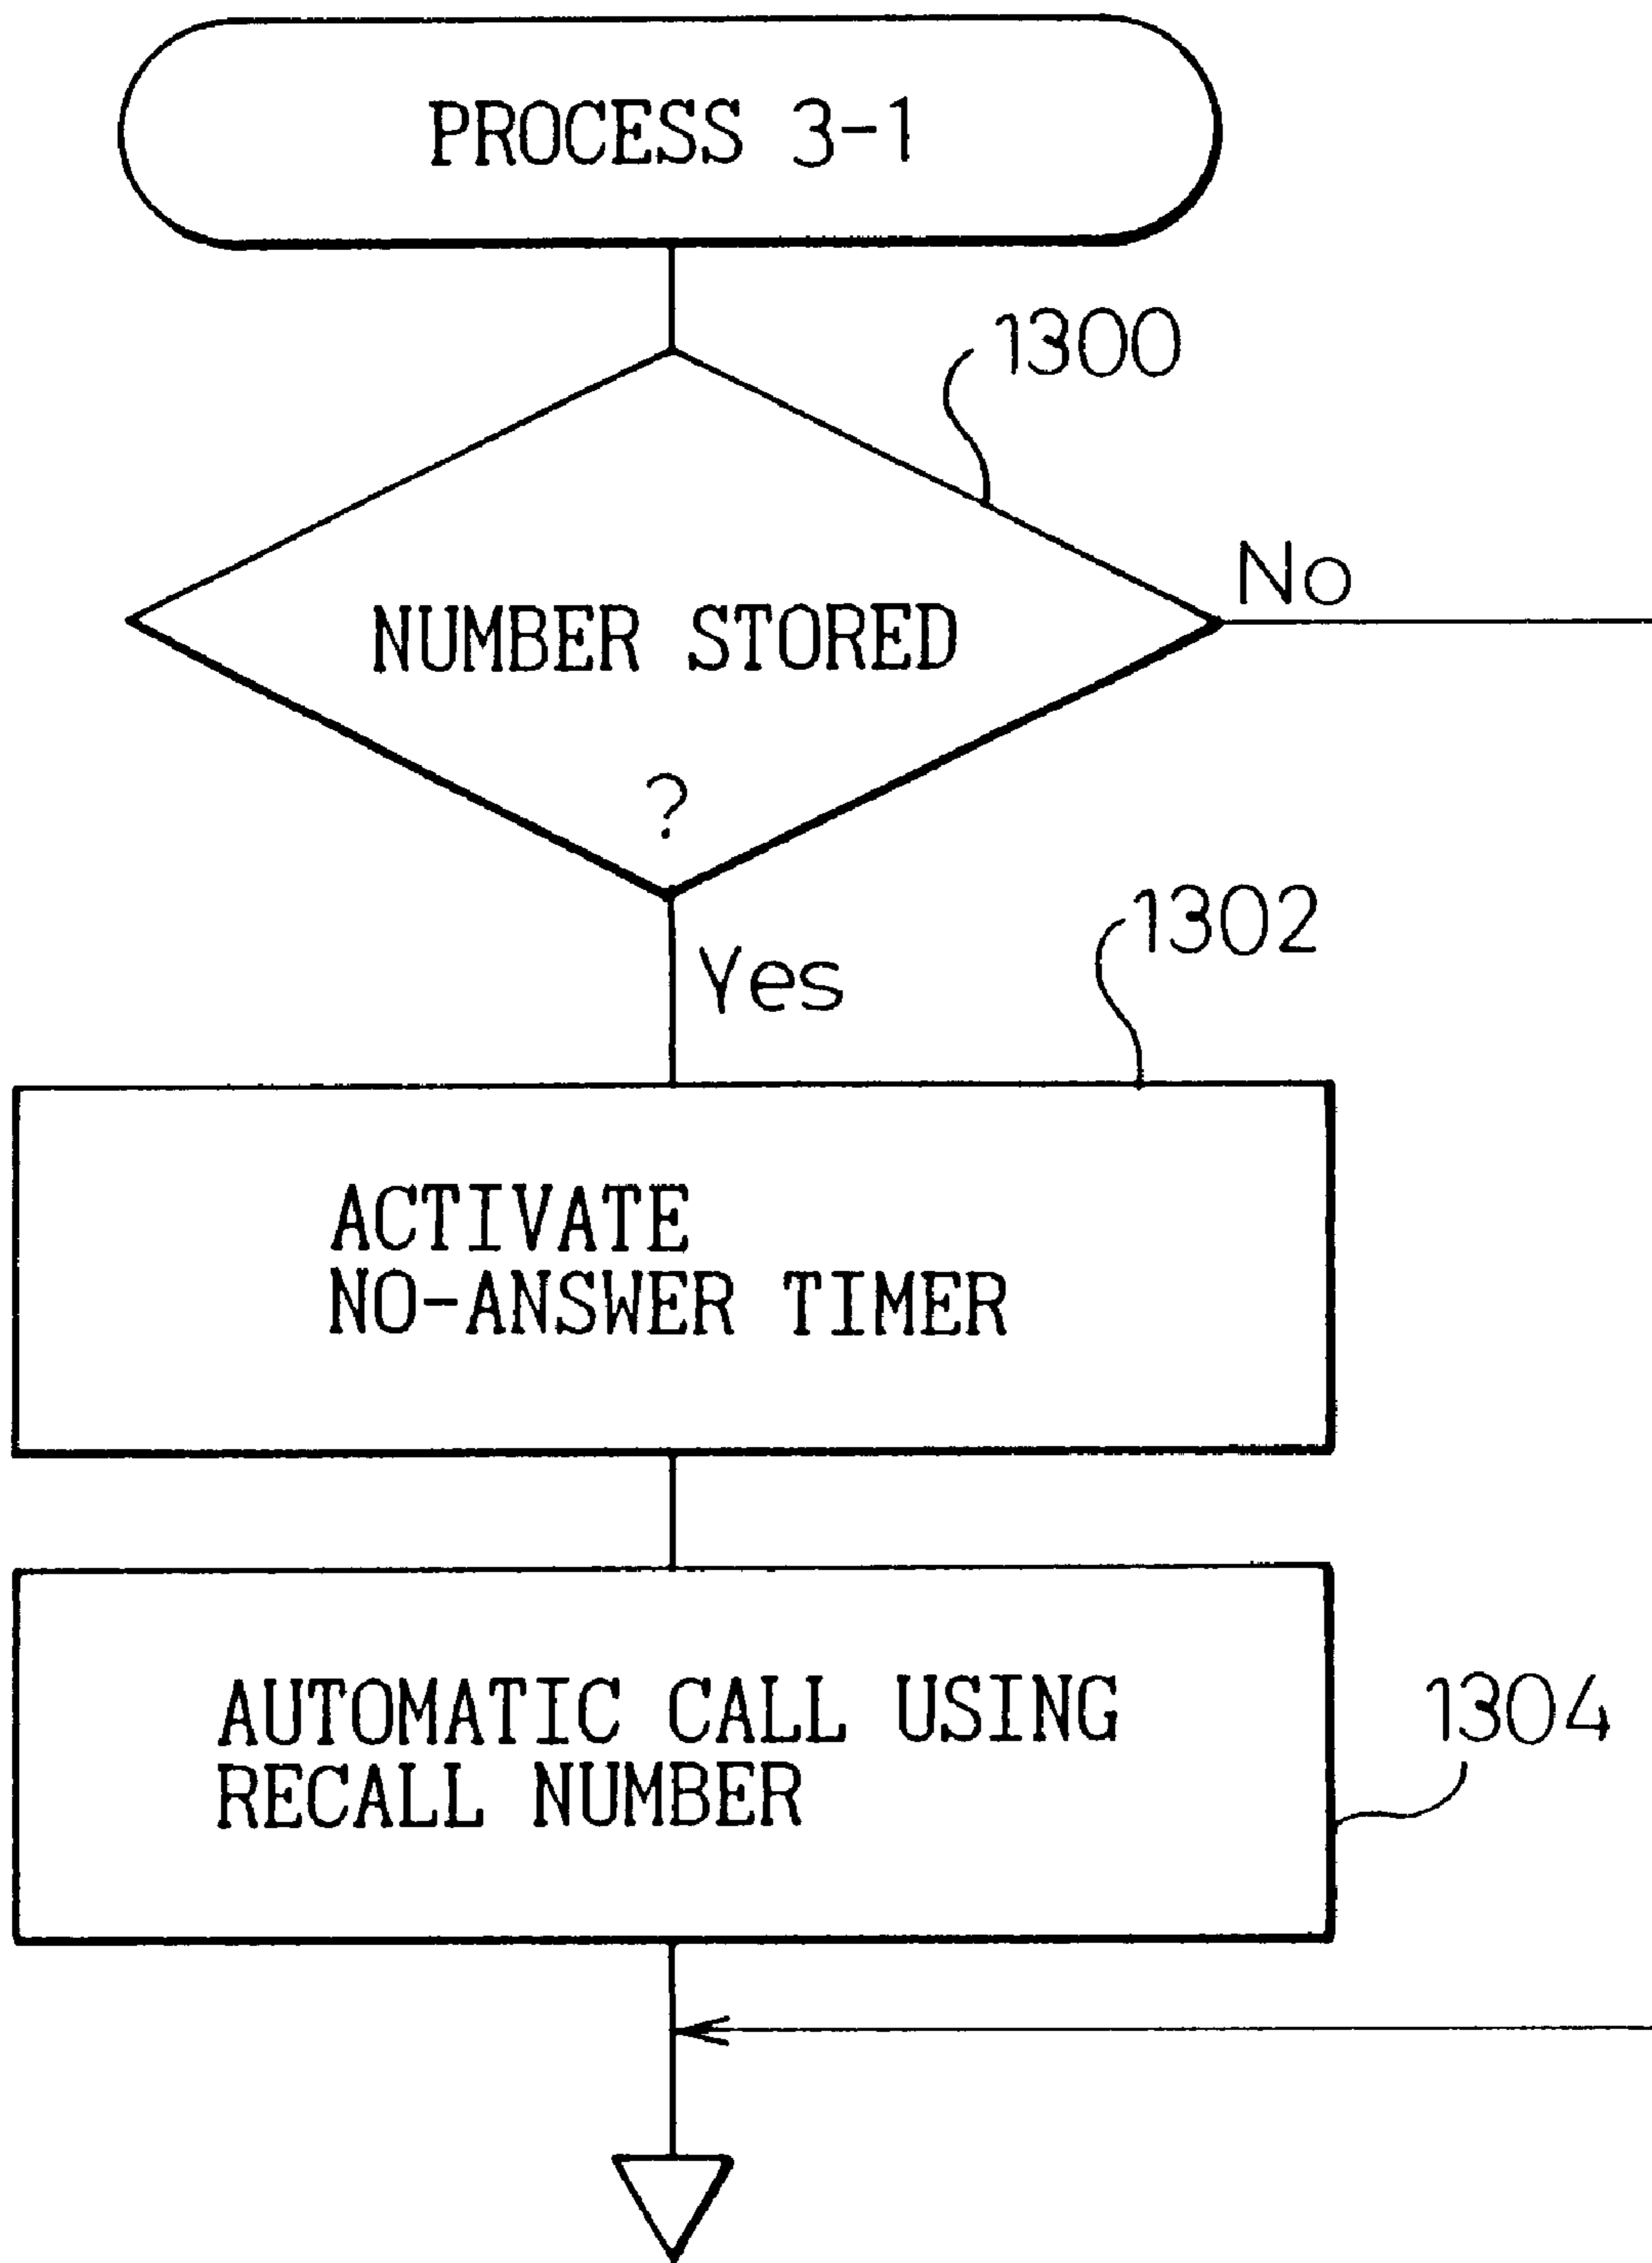 PROCESS 3-1
1300
No
NUMBER STORED
?
1302
Yes
ACTIVATE
NO-ANSWER TIMER
AUTOMATIC CALL USING
RECALL NUMBER
1304